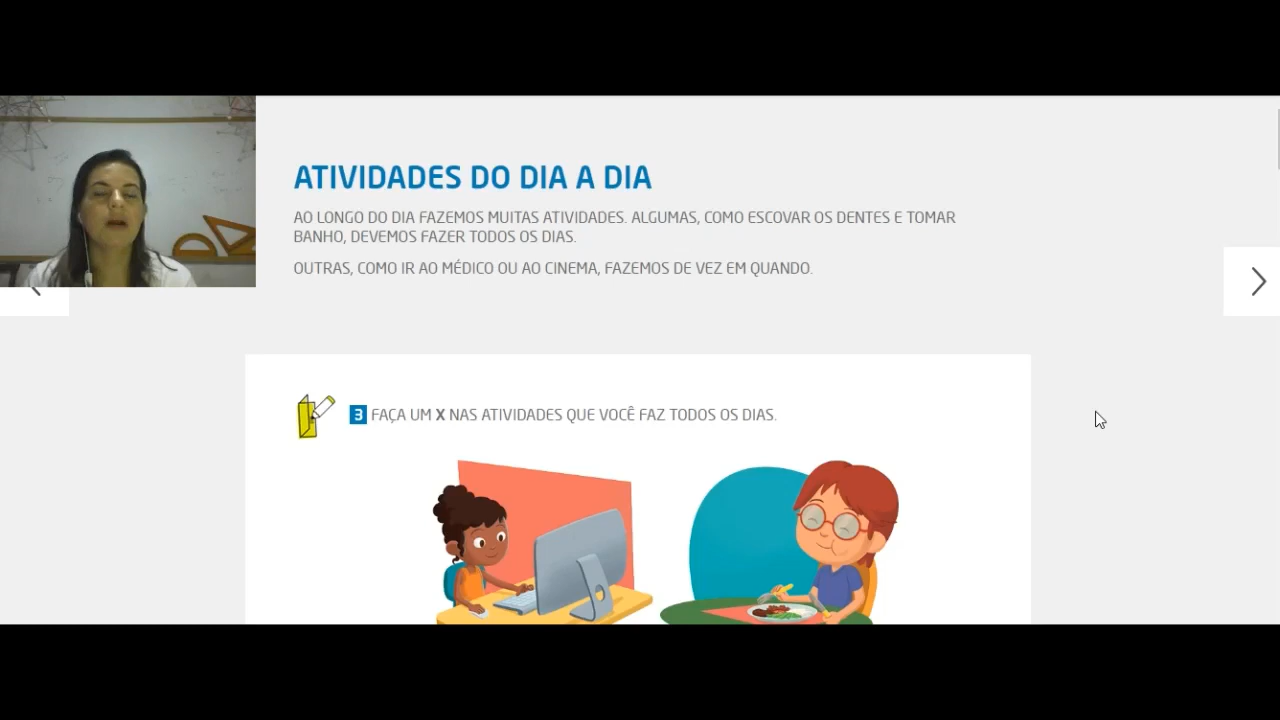 ATIVIDADES DO DIA A DIA
AO LONGO DO DIA FAZEMOS MUITAS ATIVIDADES. ALGUMAS, COMO ESCOVAR OS DENTES E TOMAR
BANHO, DEVEMOS FAZER TODOS OS DIAS.
OUTRAS, COMO IR AO MÉDICO OU AO CINEMA, FAZEMOS DE VEZ EM QUANDO.
3 FAÇA UM X NAS ATIVIDADES QUE VOCÊ FAZ TODOS OS DIAS.